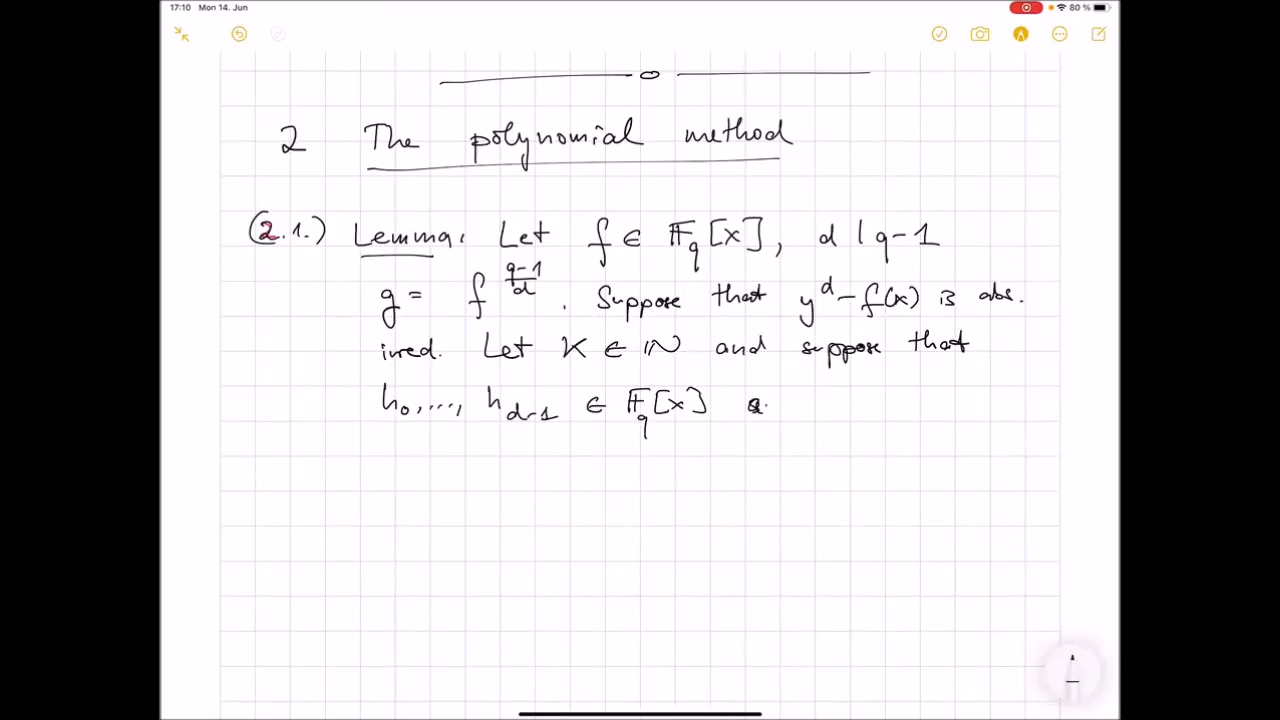 17:10 Mon 14. Jun 80 %
2 The polynomial method
(2.1.) Lemma. Let f ∈ 𝔽_q[x], d | q-1
g = f^{\frac{q-1}{d}}. Suppose that y^d - f(x) is abs.
irred. Let K ∈ ℕ and suppose that
h_0, ..., h_{d-1} ∈ 𝔽_q[x]